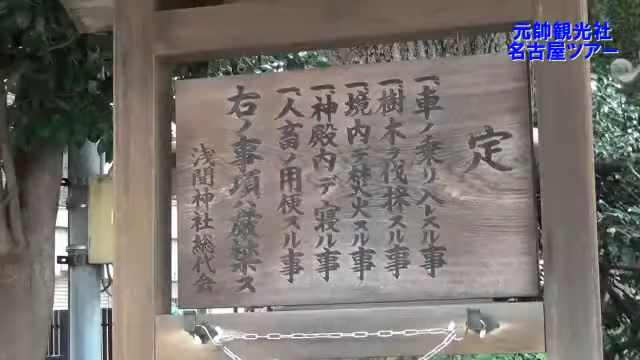 元帥観光社
名古屋ツアー
定
一車ノ乗リ入レスル事
一樹木ヲ伐採スル事
一境内デ焚火スル事
一神殿内デ寝ル事
一人畜ノ用便スル事
右ノ事項ハ厳禁ス
浅間神社総代会